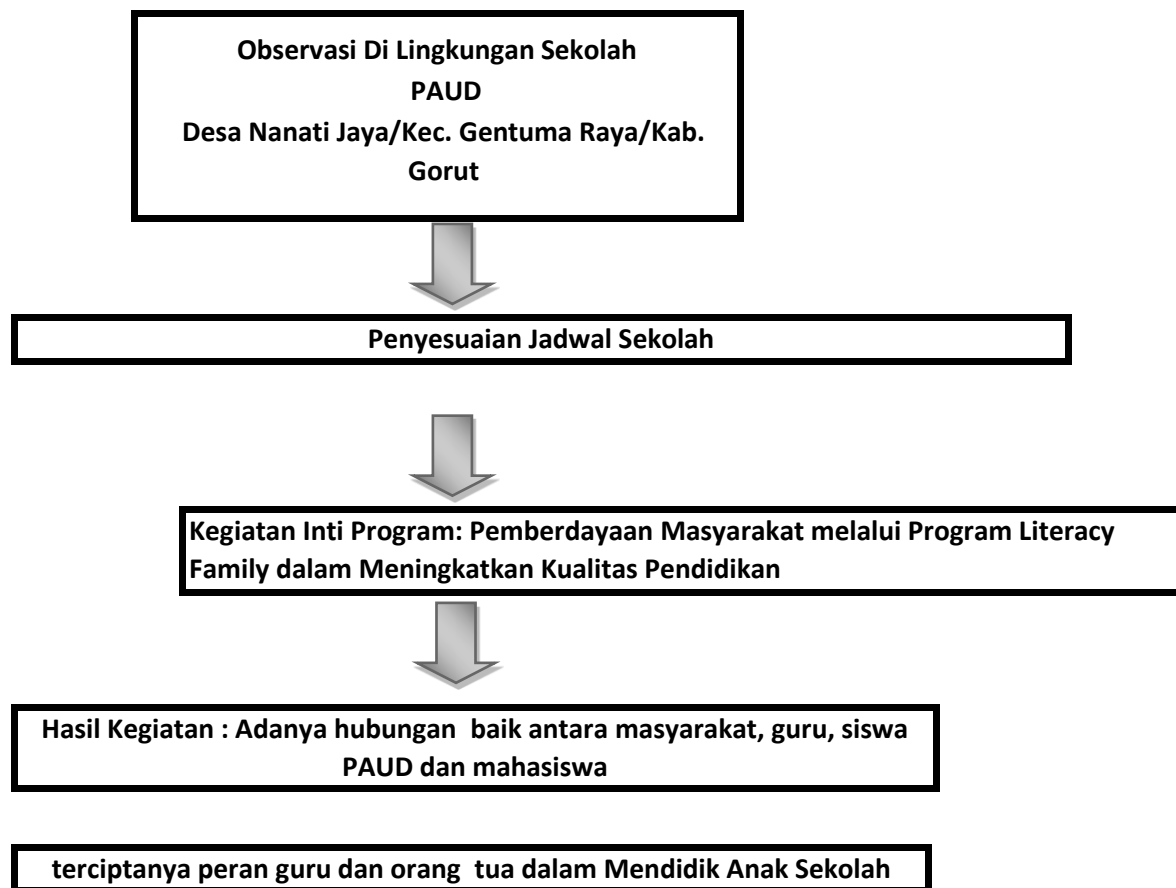 Observasi Di Lingkungan Sekolah
PAUD
Desa Nanati Jaya/Kec. Gentuma Raya/Kab.
Gorut
Penyesuaian Jadwal Sekolah
Kegiatan Inti Program: Pemberdayaan Masyarakat melalui Program Literacy
Family dalam Meningkatkan Kualitas Pendidikan
Hasil Kegiatan : Adanya hubungan baik antara masyarakat, guru, siswa
PAUD dan mahasiswa
terciptanya peran guru dan orang tua dalam Mendidik Anak Sekolah